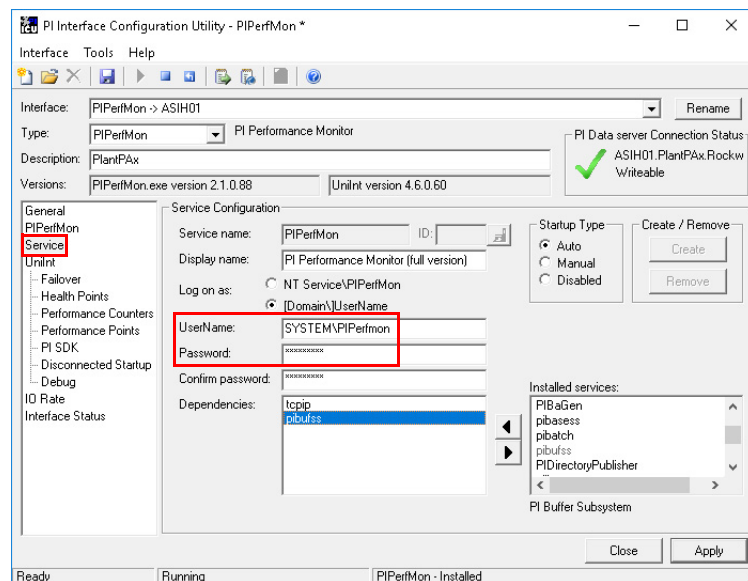 PI Interface Configuration Utility - PIPerfMon *
Interface Tools Help
Interface: PIPerfMon -> ASIH01 Rename
Type: PIPerfMon PI Performance Monitor
PI Data server Connection Status
Description: PlantPAx
ASIH01.PlantPAx.Rockw
Writeable
Versions: PIPerfMon.exe version 2.1.0.88 UniInt version 4.6.0.60
General
PIPerfMon
Service
UniInt
Failover
Health Points
Performance Counters
Performance Points
PI SDK
Disconnected Startup
Debug
IO Rate
Interface Status
Service Configuration
Service name: PIPerfMon ID:
Display name: PI Performance Monitor (full version)
Log on as: NT Service\PIPerfMon
[Domain\]UserName
UserName: SYSTEM\PIPerfmon
Password: xxxxxxxxx
Confirm password: xxxxxxxxx
Dependencies: tcpip
pibufss
Startup Type
Auto
Manual
Disabled
Create / Remove
Create
Remove
Installed services:
PIBaGen
pibasess
pibatch
pibufss
PIDirectoryPublisher
PI Buffer Subsystem
Close Apply
Ready Running PIPerfMon - Installed